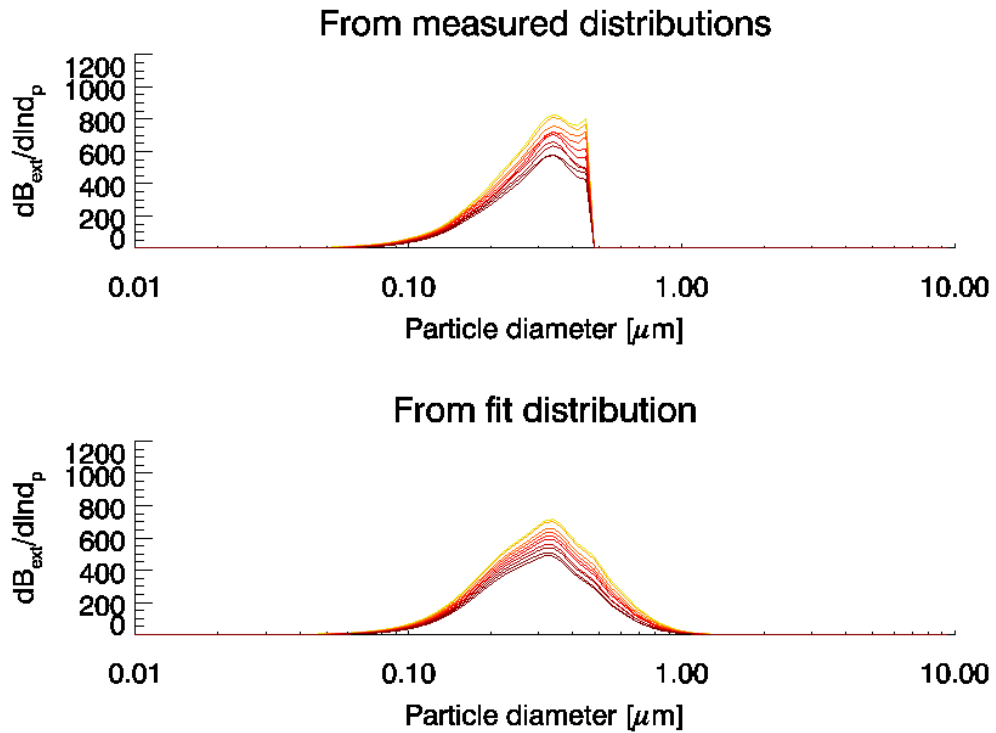 From measured distributions
1200
1000
800
600
400
200
0
dB_ext/dlnd_p
0.01 0.10 1.00 10.00
Particle diameter [μm]
From fit distribution
1200
1000
800
600
400
200
0
dB_ext/dlnd_p
0.01 0.10 1.00 10.00
Particle diameter [μm]